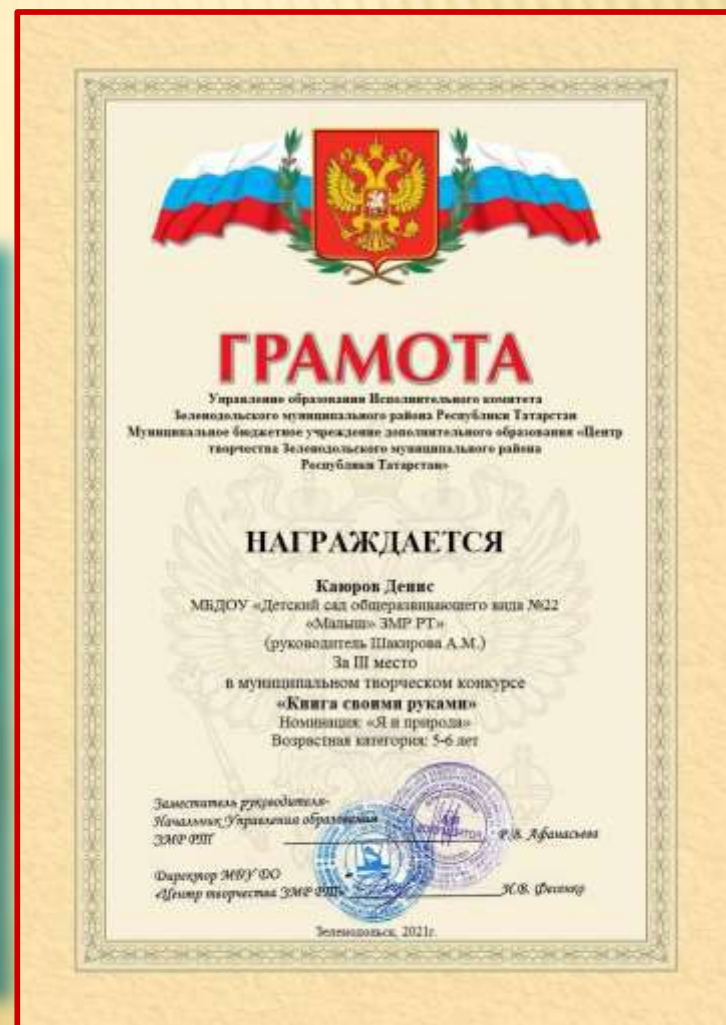 ГРАМОТА
Управление образования Исполнительного комитета
Зеленодольского муниципального района Республики Татарстан
Муниципальное бюджетное учреждение дополнительного образования «Центр
творчества Зеленодольского муниципального района
Республики Татарстан»
НАГРАЖДАЕТСЯ
Каюров Денис
МБДОУ «Детский сад общеразвивающего вида №22
«Малыш» ЗМР РТ»
(руководитель Шакирова А.М.)
За III место
в муниципальном творческом конкурсе
«Книга своими руками»
Номинация: «Я и природа»
Возрастная категория: 5-6 лет
Заместитель руководителя-
Начальник Управления образования
ЗМР РТ Р.В. Афанасьева
Директор МБУ ДО
«Центр творчества ЗМР РТ» Н.В. Фесенко
Зеленодольск, 2021г.